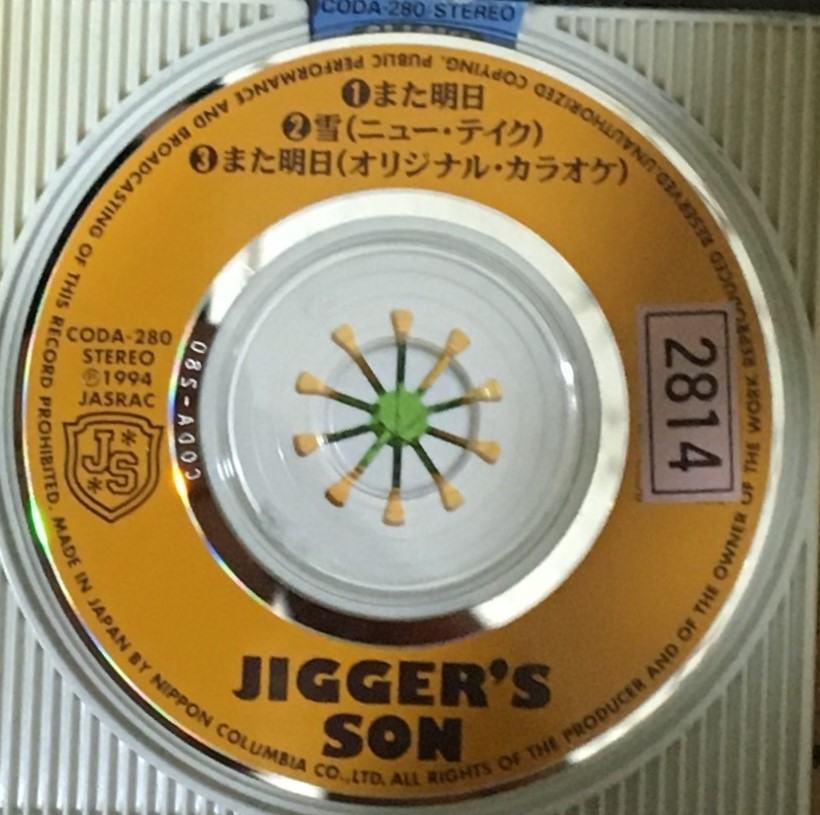 CODA-280 STEREO
❶また明日
❷雪(ニュー・テイク)
❸また明日(オリジナル・カラオケ)
CODA-280
STEREO
Ⓟ1994
JASRAC
JS
CODA-280
2814
JIGGER'S
SON
MADE IN JAPAN BY NIPPON COLUMBIA CO.,LTD. ALL RIGHTS OF THE PRODUCER AND OF THE OWNER OF THE WORK REPRODUCED RESERVED. UNAUTHORIZED COPYING, PUBLIC PERFORMANCE AND BROADCASTING OF THIS RECORD PROHIBITED.